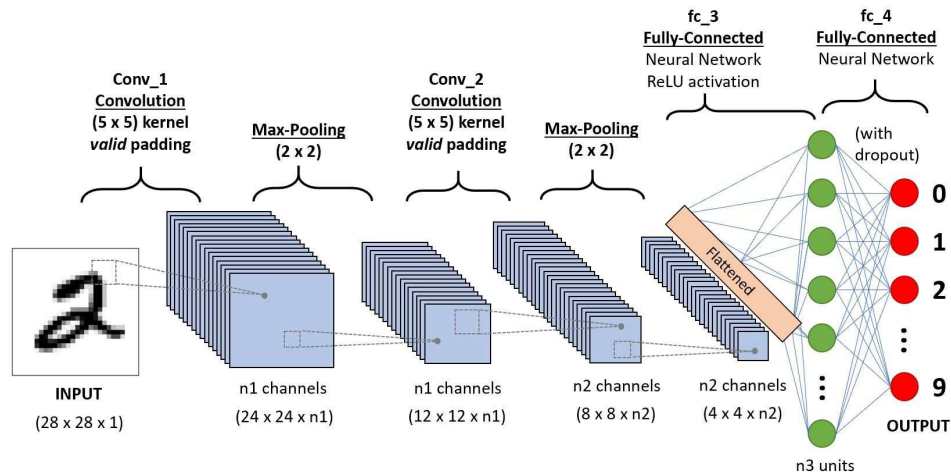 Conv_1
Convolution
(5 x 5) kernel
valid padding
Max-Pooling
(2 x 2)
Conv_2
Convolution
(5 x 5) kernel
valid padding
Max-Pooling
(2 x 2)
fc_3
Fully-Connected
Neural Network
ReLU activation
fc_4
Fully-Connected
Neural Network
(with
dropout)
Flattened
0
1
2
9
INPUT
(28 x 28 x 1)
n1 channels
(24 x 24 x n1)
n1 channels
(12 x 12 x n1)
n2 channels
(8 x 8 x n2)
n2 channels
(4 x 4 x n2)
n3 units
OUTPUT